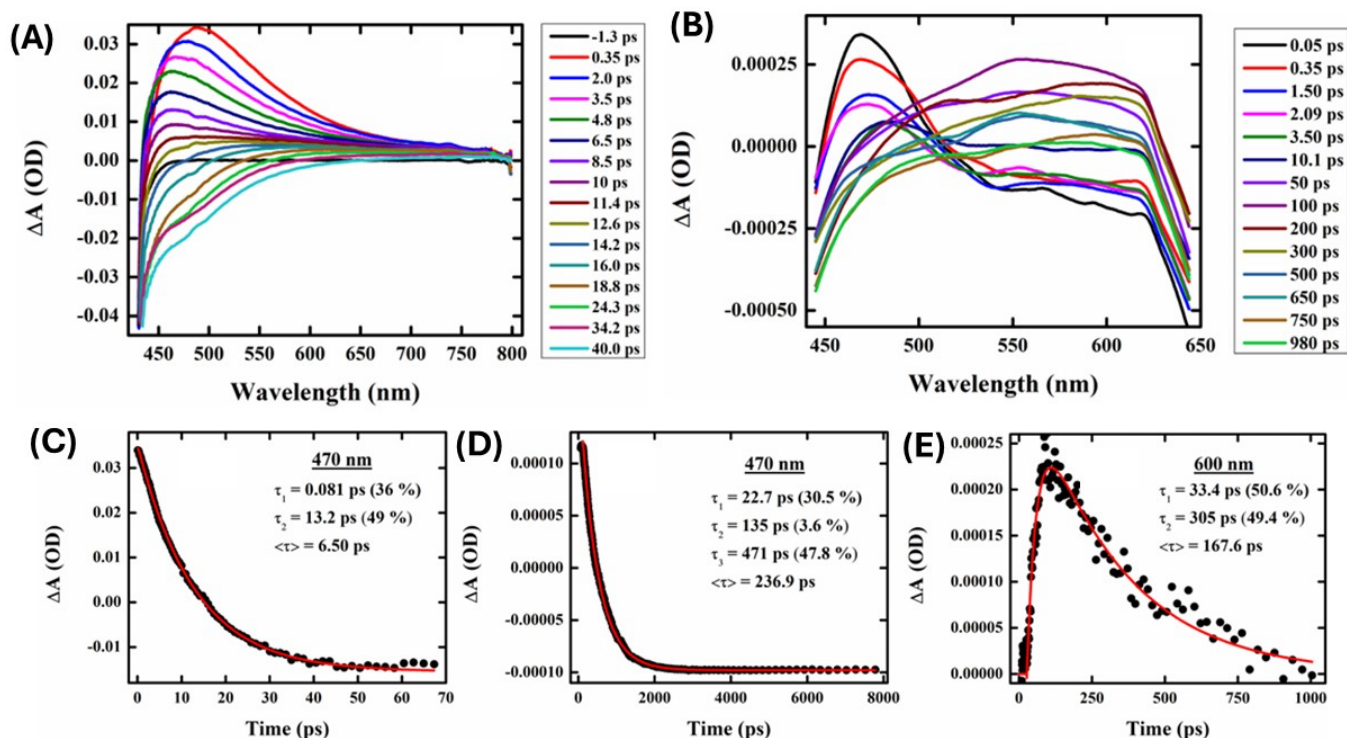 (A)
ΔA (OD)
0.03
0.02
0.01
0.00
-0.01
-0.02
-0.03
-0.04
450 500 550 600 650 700 750 800
Wavelength (nm)
-1.3 ps
0.35 ps
2.0 ps
3.5 ps
4.8 ps
6.5 ps
8.5 ps
10 ps
11.4 ps
12.6 ps
14.2 ps
16.0 ps
18.8 ps
24.3 ps
34.2 ps
40.0 ps
(B)
ΔA (OD)
0.00025
0.00000
-0.00025
-0.00050
450 500 550 600 650
Wavelength (nm)
0.05 ps
0.35 ps
1.50 ps
2.09 ps
3.50 ps
10.1 ps
50 ps
100 ps
200 ps
300 ps
500 ps
650 ps
750 ps
980 ps
(C)
ΔA (OD)
0.03
0.02
0.01
0.00
-0.01
0 10 20 30 40 50 60 70
Time (ps)
470 nm
τ1 = 0.081 ps (36 %)
τ2 = 13.2 ps (49 %)
<τ> = 6.50 ps
(D)
ΔA (OD)
0.00010
0.00005
0.00000
-0.00005
-0.00010
0 2000 4000 6000 8000
Time (ps)
470 nm
τ1 = 22.7 ps (30.5 %)
τ2 = 135 ps (3.6 %)
τ3 = 471 ps (47.8 %)
<τ> = 236.9 ps
(E)
ΔA (OD)
0.00025
0.00020
0.00015
0.00010
0.00005
0.00000
0 250 500 750 1000
Time (ps)
600 nm
τ1 = 33.4 ps (50.6 %)
τ2 = 305 ps (49.4 %)
<τ> = 167.6 ps